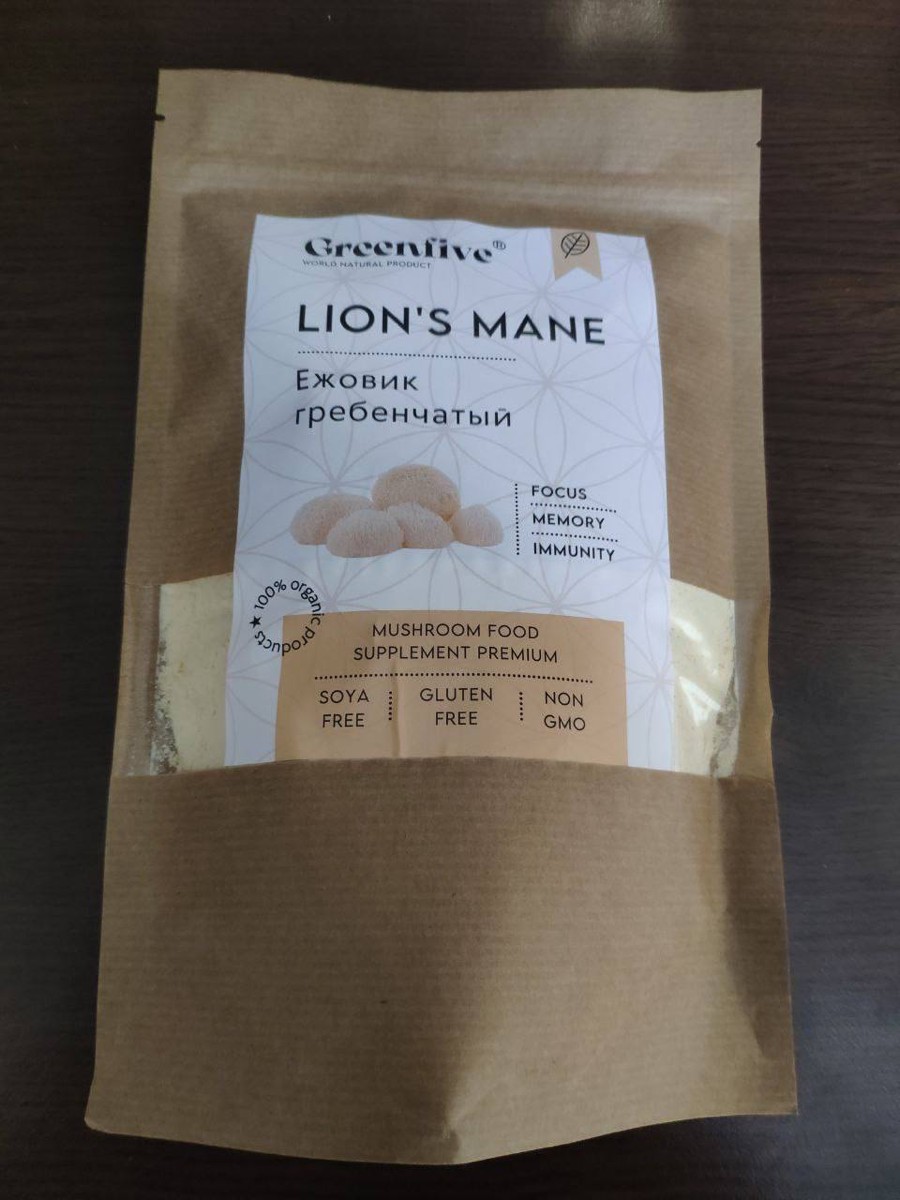 Greenfive®
WORLD NATURAL PRODUCT
LION'S MANE
Ежовик
гребенчатый
FOCUS
MEMORY
IMMUNITY
★ 100% organic products
MUSHROOM FOOD
SUPPLEMENT PREMIUM
SOYA FREE
GLUTEN FREE
NON GMO